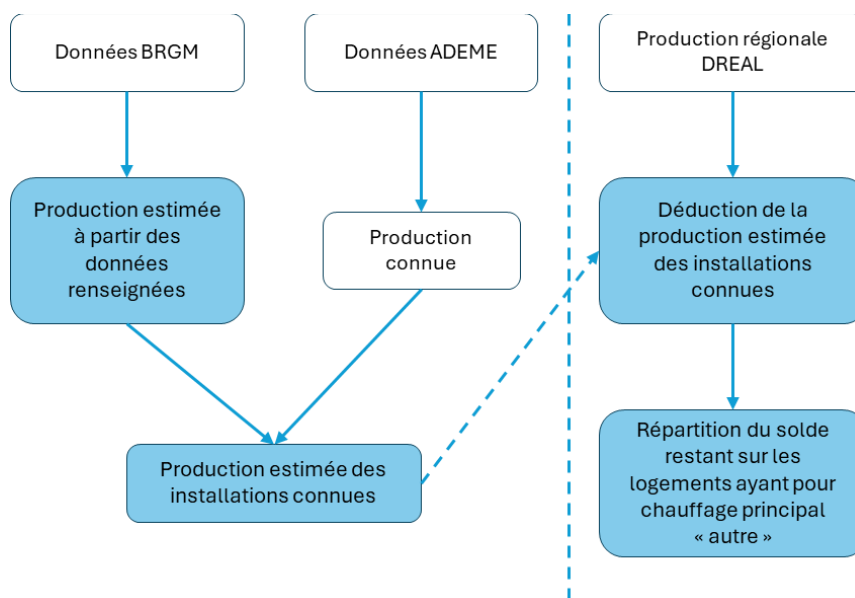 Données BRGM
Données ADEME
Production régionale
DREAL
Production estimée
à partir des
données
renseignées
Production
connue
Déduction de la
production estimée
des installations
connues
Production estimée des
installations connues
Répartition du solde
restant sur les
logements ayant pour
chauffage principal
« autre »